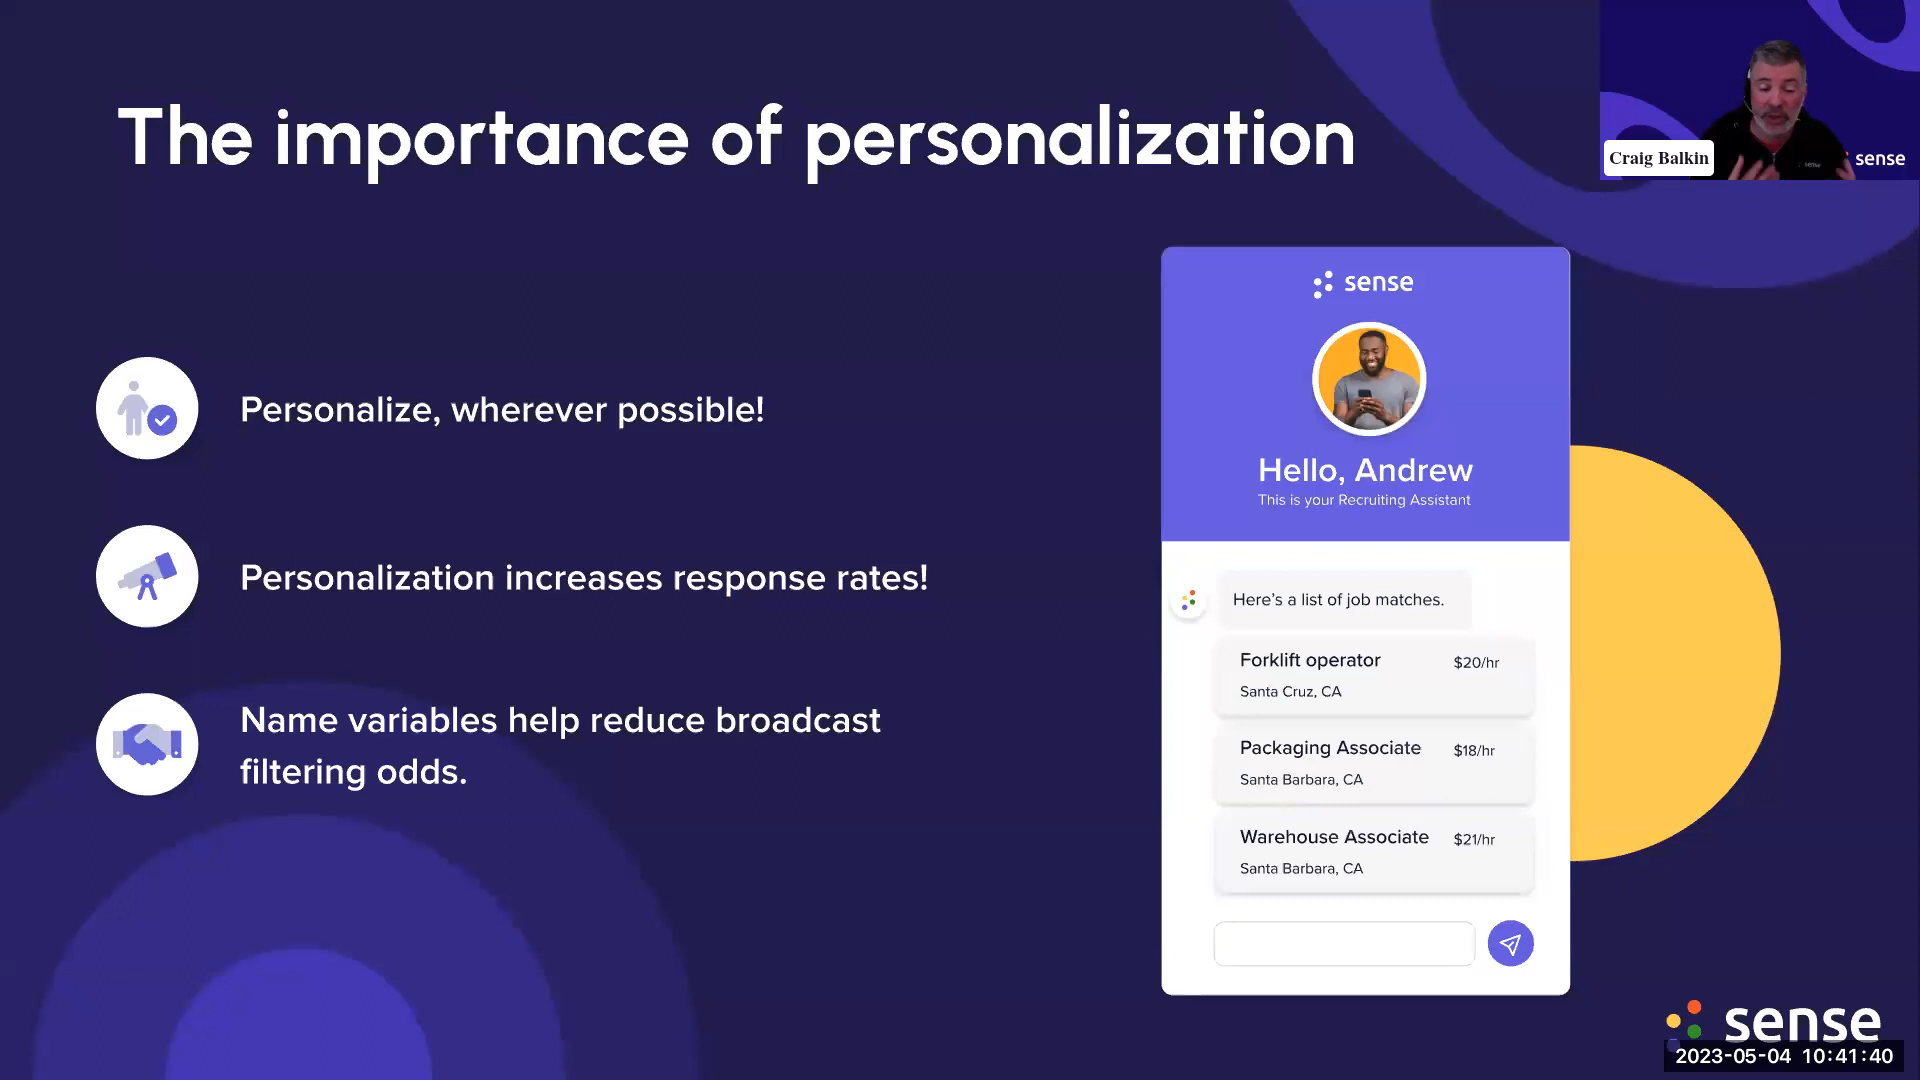 The importance of personalization
Craig Balkin
sense
Personalize, wherever possible!
Personalization increases response rates!
Name variables help reduce broadcast
filtering odds.
sense
Hello, Andrew
This is your Recruiting Assistant
Here’s a list of job matches.
Forklift operator $20/hr
Santa Cruz, CA
Packaging Associate $18/hr
Santa Barbara, CA
Warehouse Associate $21/hr
Santa Barbara, CA
sense
2023-05-04 10:41:40